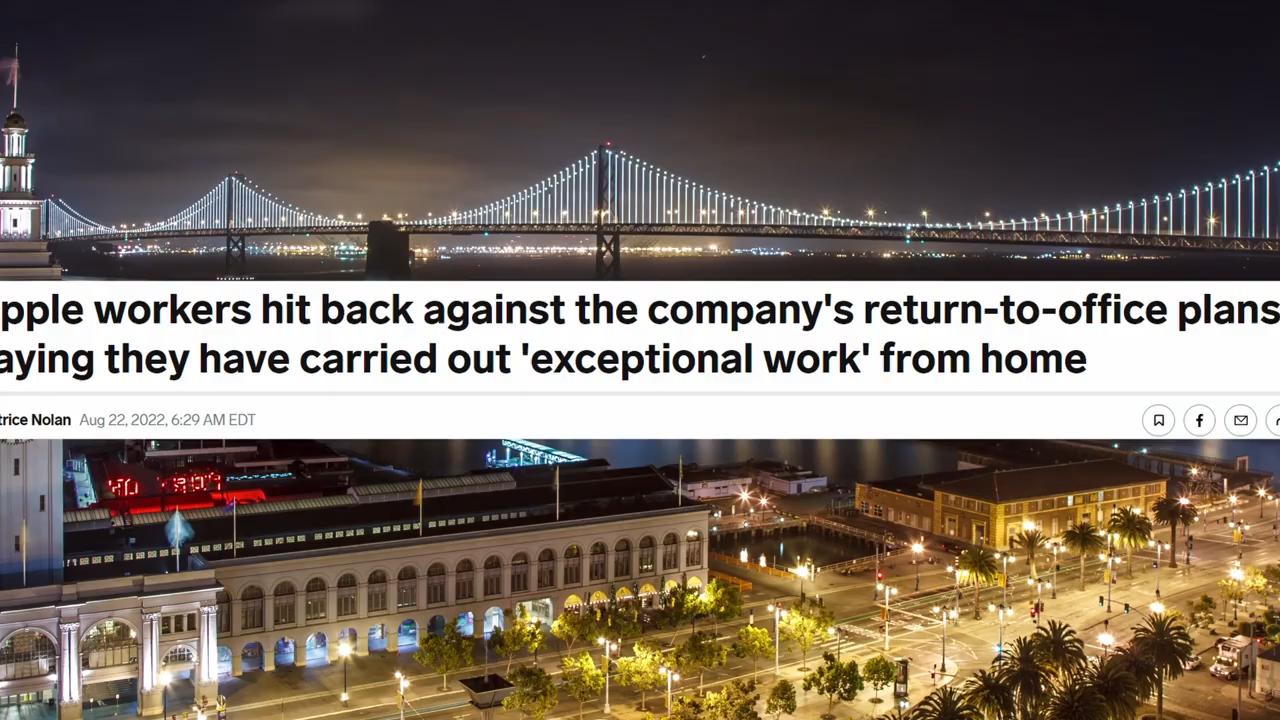 pple workers hit back against the company's return-to-office plans
aying they have carried out 'exceptional work' from home
trice Nolan Aug 22, 2022, 6:29 AM EDT